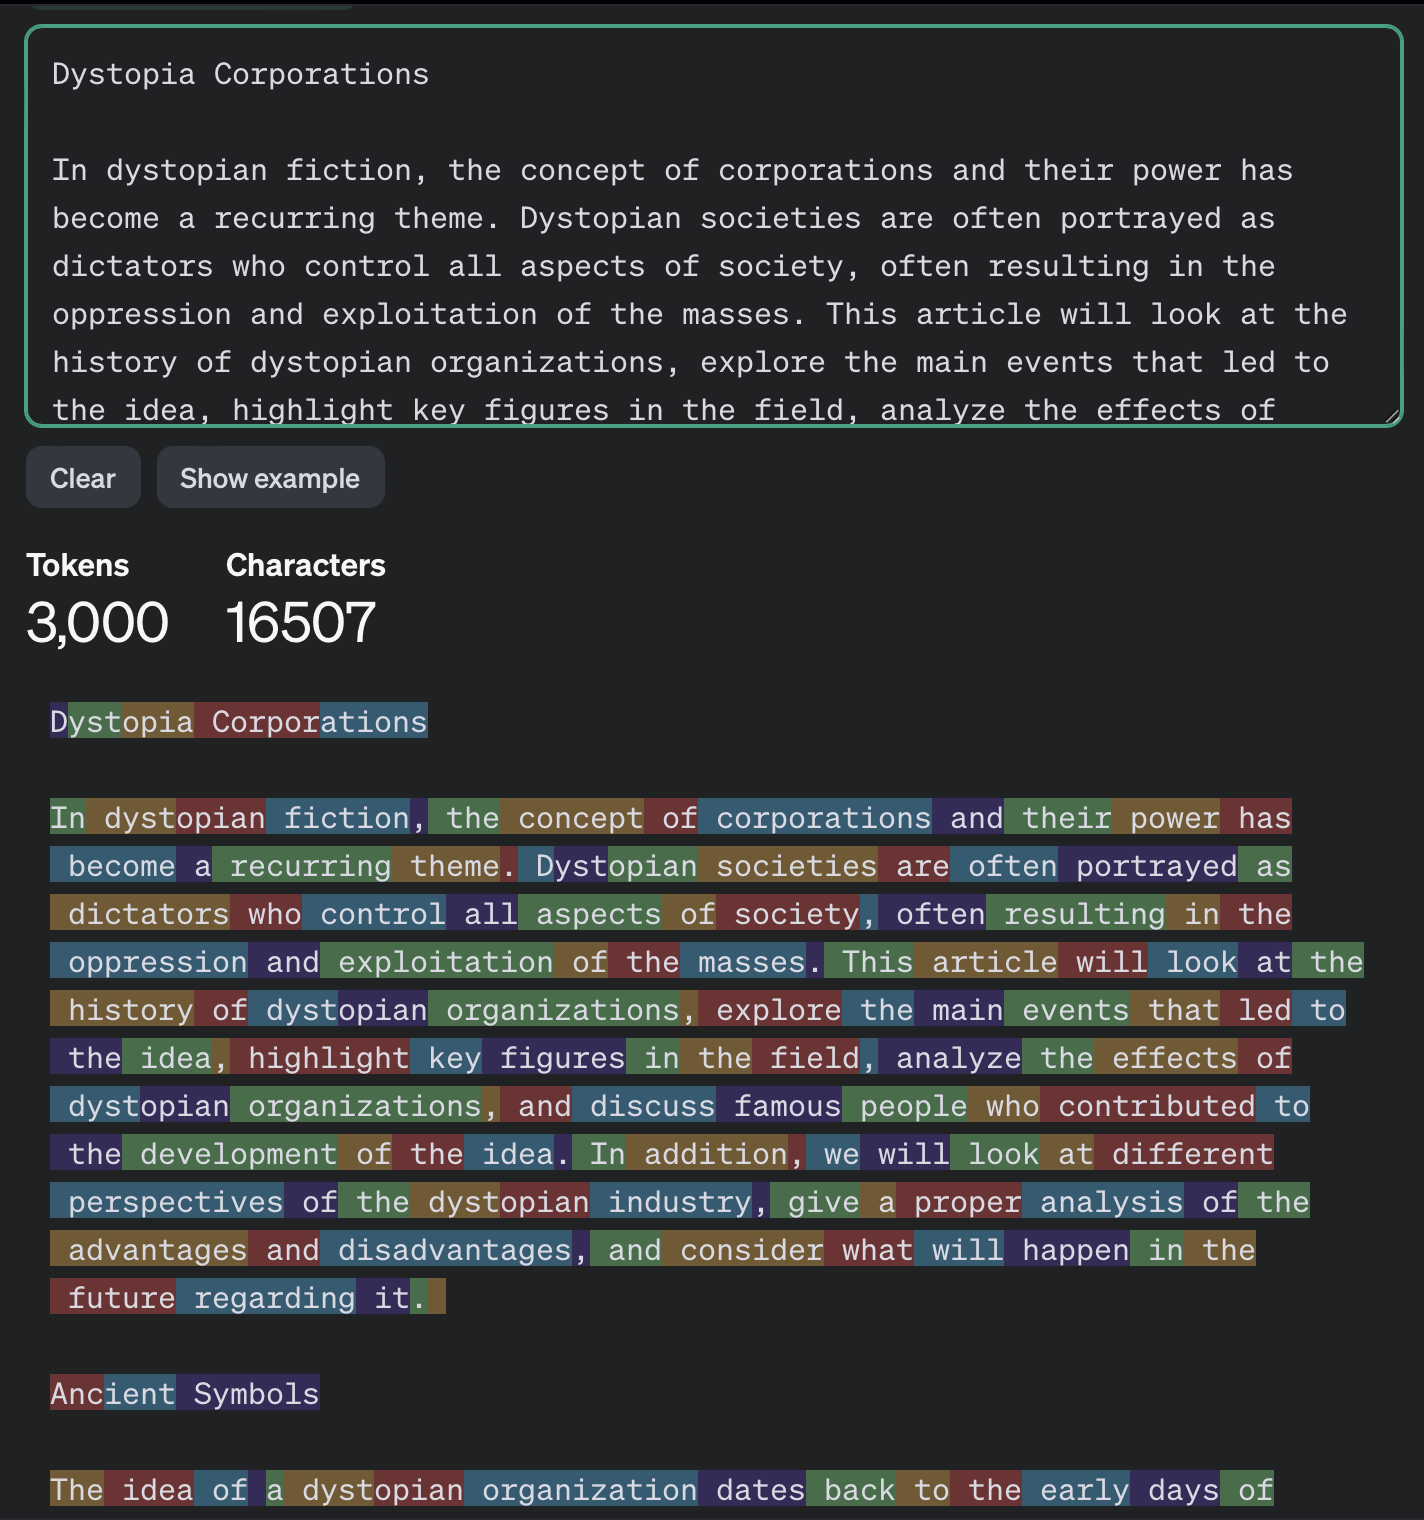 Dystopia Corporations
In dystopian fiction, the concept of corporations and their power has
become a recurring theme. Dystopian societies are often portrayed as
dictators who control all aspects of society, often resulting in the
oppression and exploitation of the masses. This article will look at the
history of dystopian organizations, explore the main events that led to
the idea, highlight key figures in the field, analyze the effects of
Clear
Show example
Tokens
Characters
3,000
16507
Dystopia Corporations
In dystopian fiction, the concept of corporations and their power has
become a recurring theme. Dystopian societies are often portrayed as
dictators who control all aspects of society, often resulting in the
oppression and exploitation of the masses. This article will look at the
history of dystopian organizations, explore the main events that led to
the idea, highlight key figures in the field, analyze the effects of
dystopian organizations, and discuss famous people who contributed to
the development of the idea. In addition, we will look at different
perspectives of the dystopian industry, give a proper analysis of the
advantages and disadvantages, and consider what will happen in the
future regarding it.
Ancient Symbols
The idea of a dystopian organization dates back to the early days of